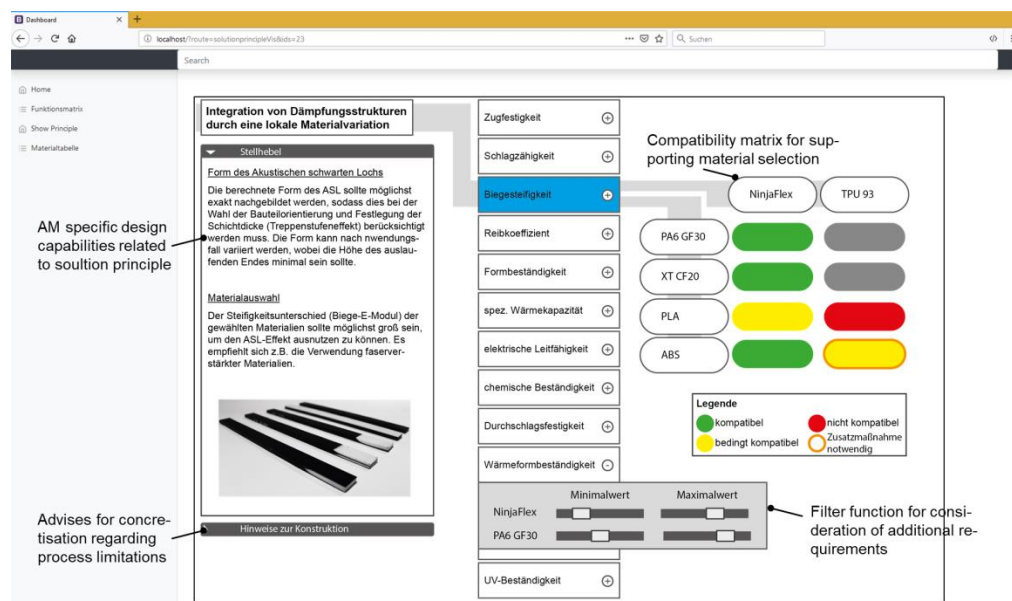 Dashboard
localhost/?route=solutionprincipleVis&ids=23
Suchen
Search
Home
Funktionsmatrix
Show Principle
Materialtabelle
AM specific design
capabilities related
to soultion principle
Advises for concre-
tisation regarding
process limitations
Integration von Dämpfungsstrukturen
durch eine lokale Materialvariation
Stellhebel
Form des Akustischen schwarten Lochs
Die berechnete Form des ASL sollte möglichst
exakt nachgebildet werden, sodass dies bei der
Wahl der Bauteilorientierung und Festlegung der
Schichtdicke (Treppenstufeneffekt) berücksichtigt
werden muss. Die Form kann nach nwendungs-
fall variiert werden, wobei die Höhe des auslau-
fenden Endes minimal sein sollte.
Materialauswahl
Der Steifigkeitsunterschied (Biege-E-Modul) der
gewählten Materialien sollte möglichst groß sein,
um den ASL-Effekt ausnutzen zu können. Es
empfiehlt sich z.B. die Verwendung faserver-
stärkter Materialien.
Hinweise zur Konstruktion
Zugfestigkeit
Schlagzähigkeit
Biegesteifigkeit
Reibkoeffizient
Formbeständigkeit
spez. Wärmekapazität
elektrische Leitfähigkeit
chemische Beständigkeit
Durchschlagsfestigkeit
Wärmeformbeständigkeit
Minimalwert Maximalwert
NinjaFlex
PA6 GF30
UV-Beständigkeit
Compatibility matrix for sup-
porting material selection
NinjaFlex TPU 93
PA6 GF30
XT CF20
PLA
ABS
Legende
kompatibel nicht kompatibel
bedingt kompatibel Zusatzmaßnahme
notwendig
Filter function for consi-
deration of additional re-
quirements